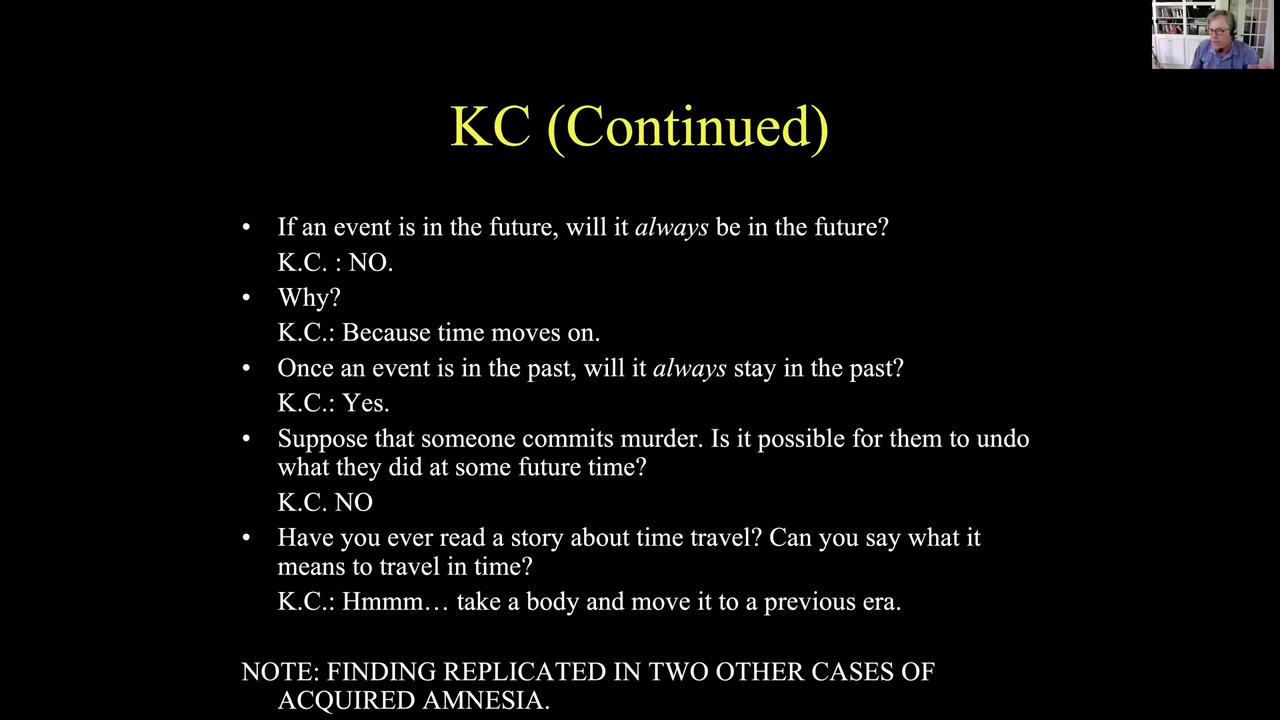 KC (Continued)
• If an event is in the future, will it always be in the future?
K.C. : NO.
• Why?
K.C.: Because time moves on.
• Once an event is in the past, will it always stay in the past?
K.C.: Yes.
• Suppose that someone commits murder. Is it possible for them to undo
what they did at some future time?
K.C. NO
• Have you ever read a story about time travel? Can you say what it
means to travel in time?
K.C.: Hmmm… take a body and move it to a previous era.
NOTE: FINDING REPLICATED IN TWO OTHER CASES OF
ACQUIRED AMNESIA.